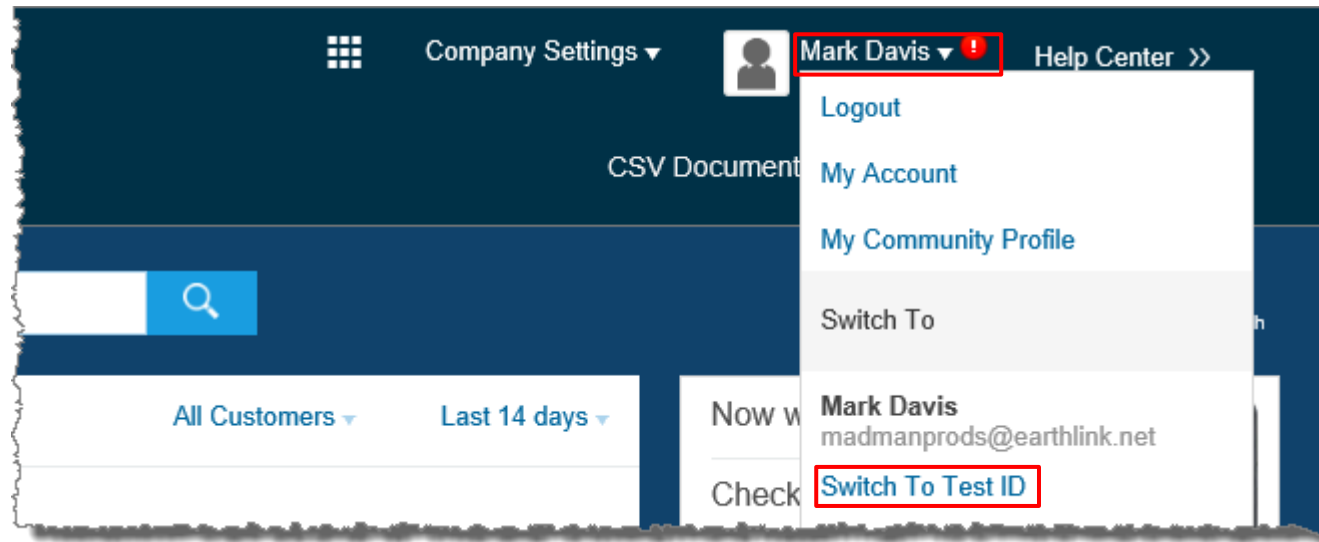 Company Settings
Mark Davis !
Help Center >>
Logout
CSV Document
My Account
My Community Profile
Switch To
h
All Customers
Last 14 days
Now w
Mark Davis
madmanprods@earthlink.net
Check
Switch To Test ID